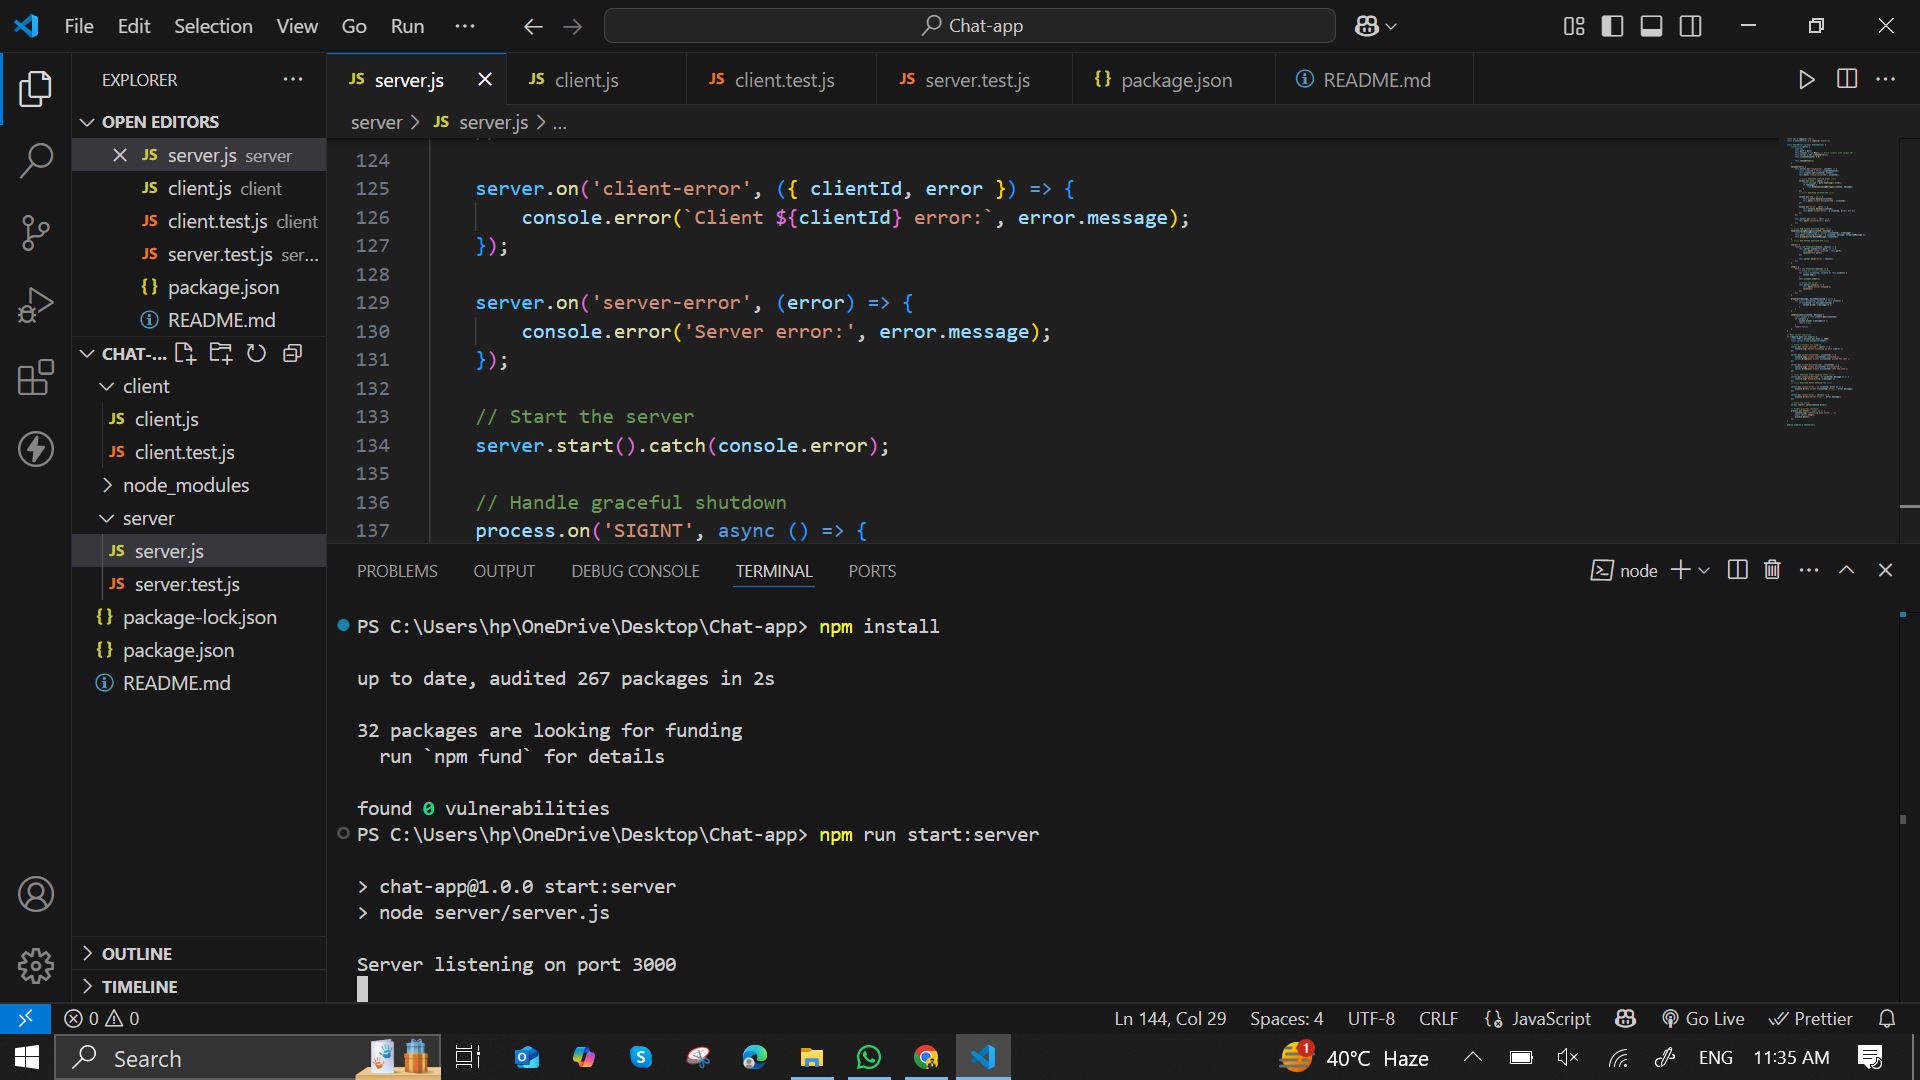 File Edit Selection View Go Run ··· Chat-app
EXPLORER ···
OPEN EDITORS
JS server.js server
JS client.js client
JS client.test.js client
JS server.test.js ser...
{} package.json
README.md
CHAT-...
client
JS client.js
JS client.test.js
node_modules
server
JS server.js
JS server.test.js
{} package-lock.json
{} package.json
README.md
OUTLINE
TIMELINE
JS server.js JS client.js JS client.test.js JS server.test.js {} package.json README.md
server > JS server.js > ...
124
125 server.on('client-error', ({ clientId, error }) => {
126 console.error(`Client ${clientId} error:`, error.message);
127 });
128
129 server.on('server-error', (error) => {
130 console.error('Server error:', error.message);
131 });
132
133 // Start the server
134 server.start().catch(console.error);
135
136 // Handle graceful shutdown
137 process.on('SIGINT', async () => {
PROBLEMS OUTPUT DEBUG CONSOLE TERMINAL PORTS node
PS C:\Users\hp\OneDrive\Desktop\Chat-app> npm install
up to date, audited 267 packages in 2s
32 packages are looking for funding
run `npm fund` for details
found 0 vulnerabilities
PS C:\Users\hp\OneDrive\Desktop\Chat-app> npm run start:server
> chat-app@1.0.0 start:server
> node server/server.js
Server listening on port 3000
0 0 Ln 144, Col 29 Spaces: 4 UTF-8 CRLF {} JavaScript Go Live Prettier
Search 1 40°C Haze ENG 11:35 AM